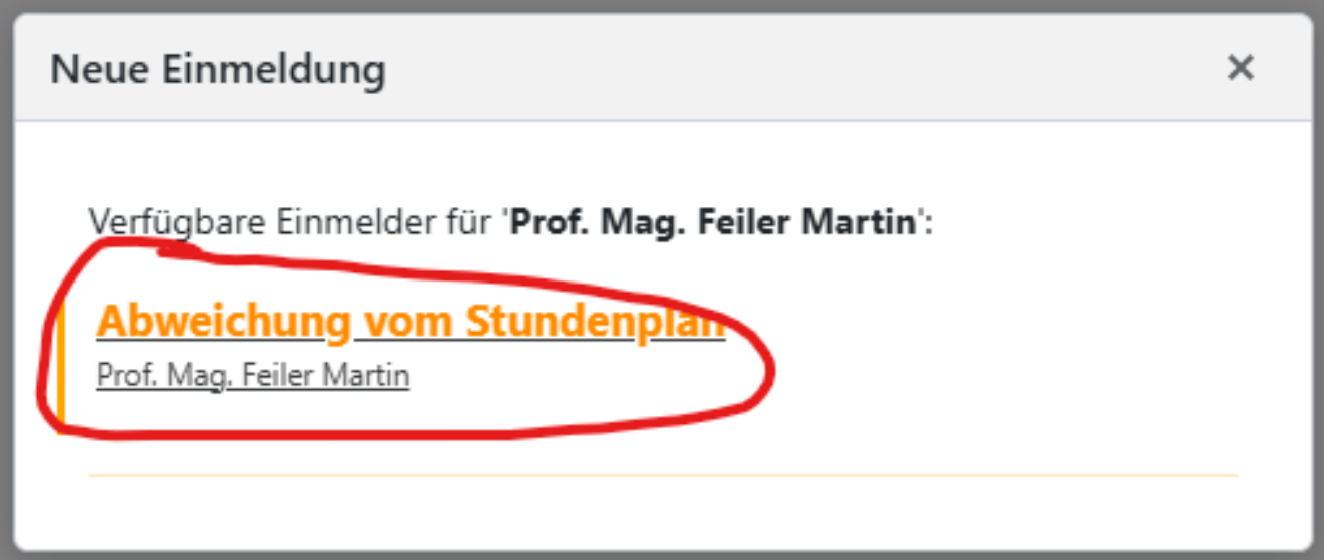 Neue Einmeldung
Verfügbare Einmelder für 'Prof. Mag. Feiler Martin':
Abweichung vom Stundenplan
Prof. Mag. Feiler Martin